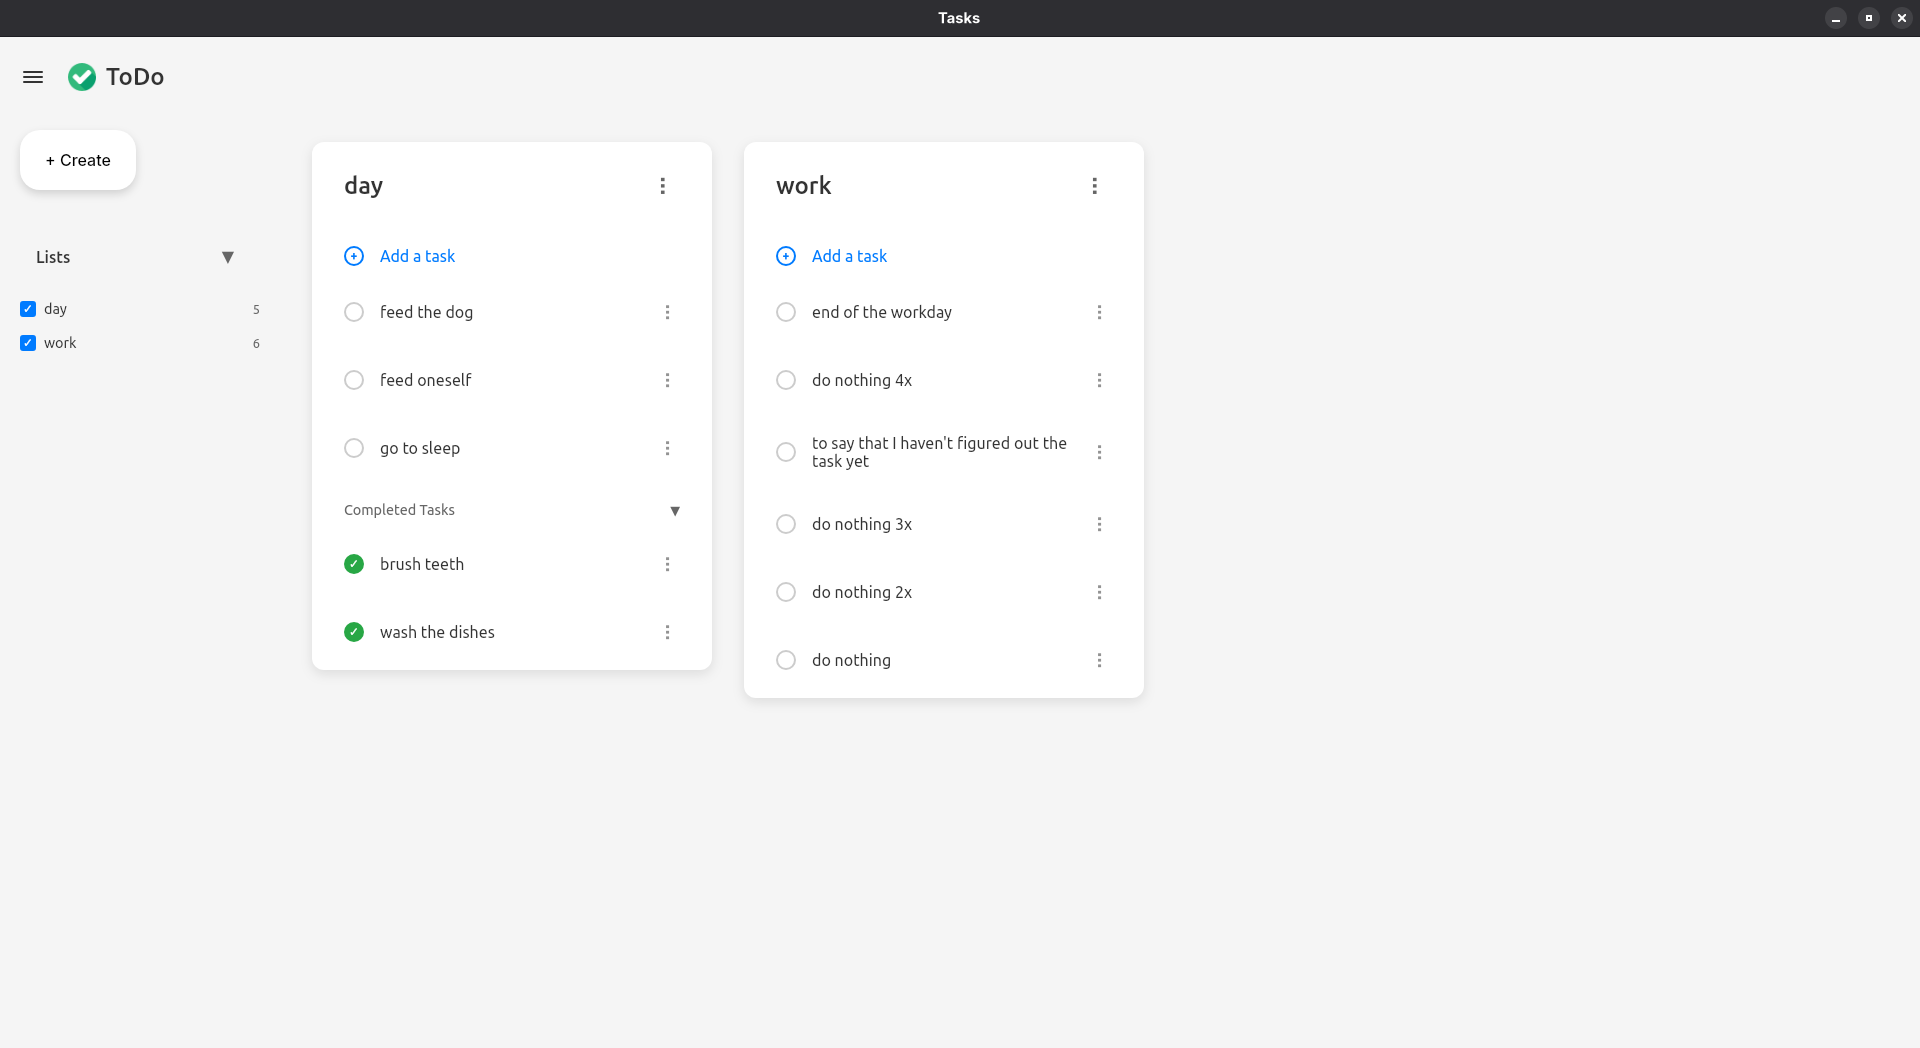 Tasks
ToDo
+ Create
Lists
day 5
work 6
day
Add a task
feed the dog
feed oneself
go to sleep
Completed Tasks
brush teeth
wash the dishes
work
Add a task
end of the workday
do nothing 4x
to say that I haven't figured out the
task yet
do nothing 3x
do nothing 2x
do nothing